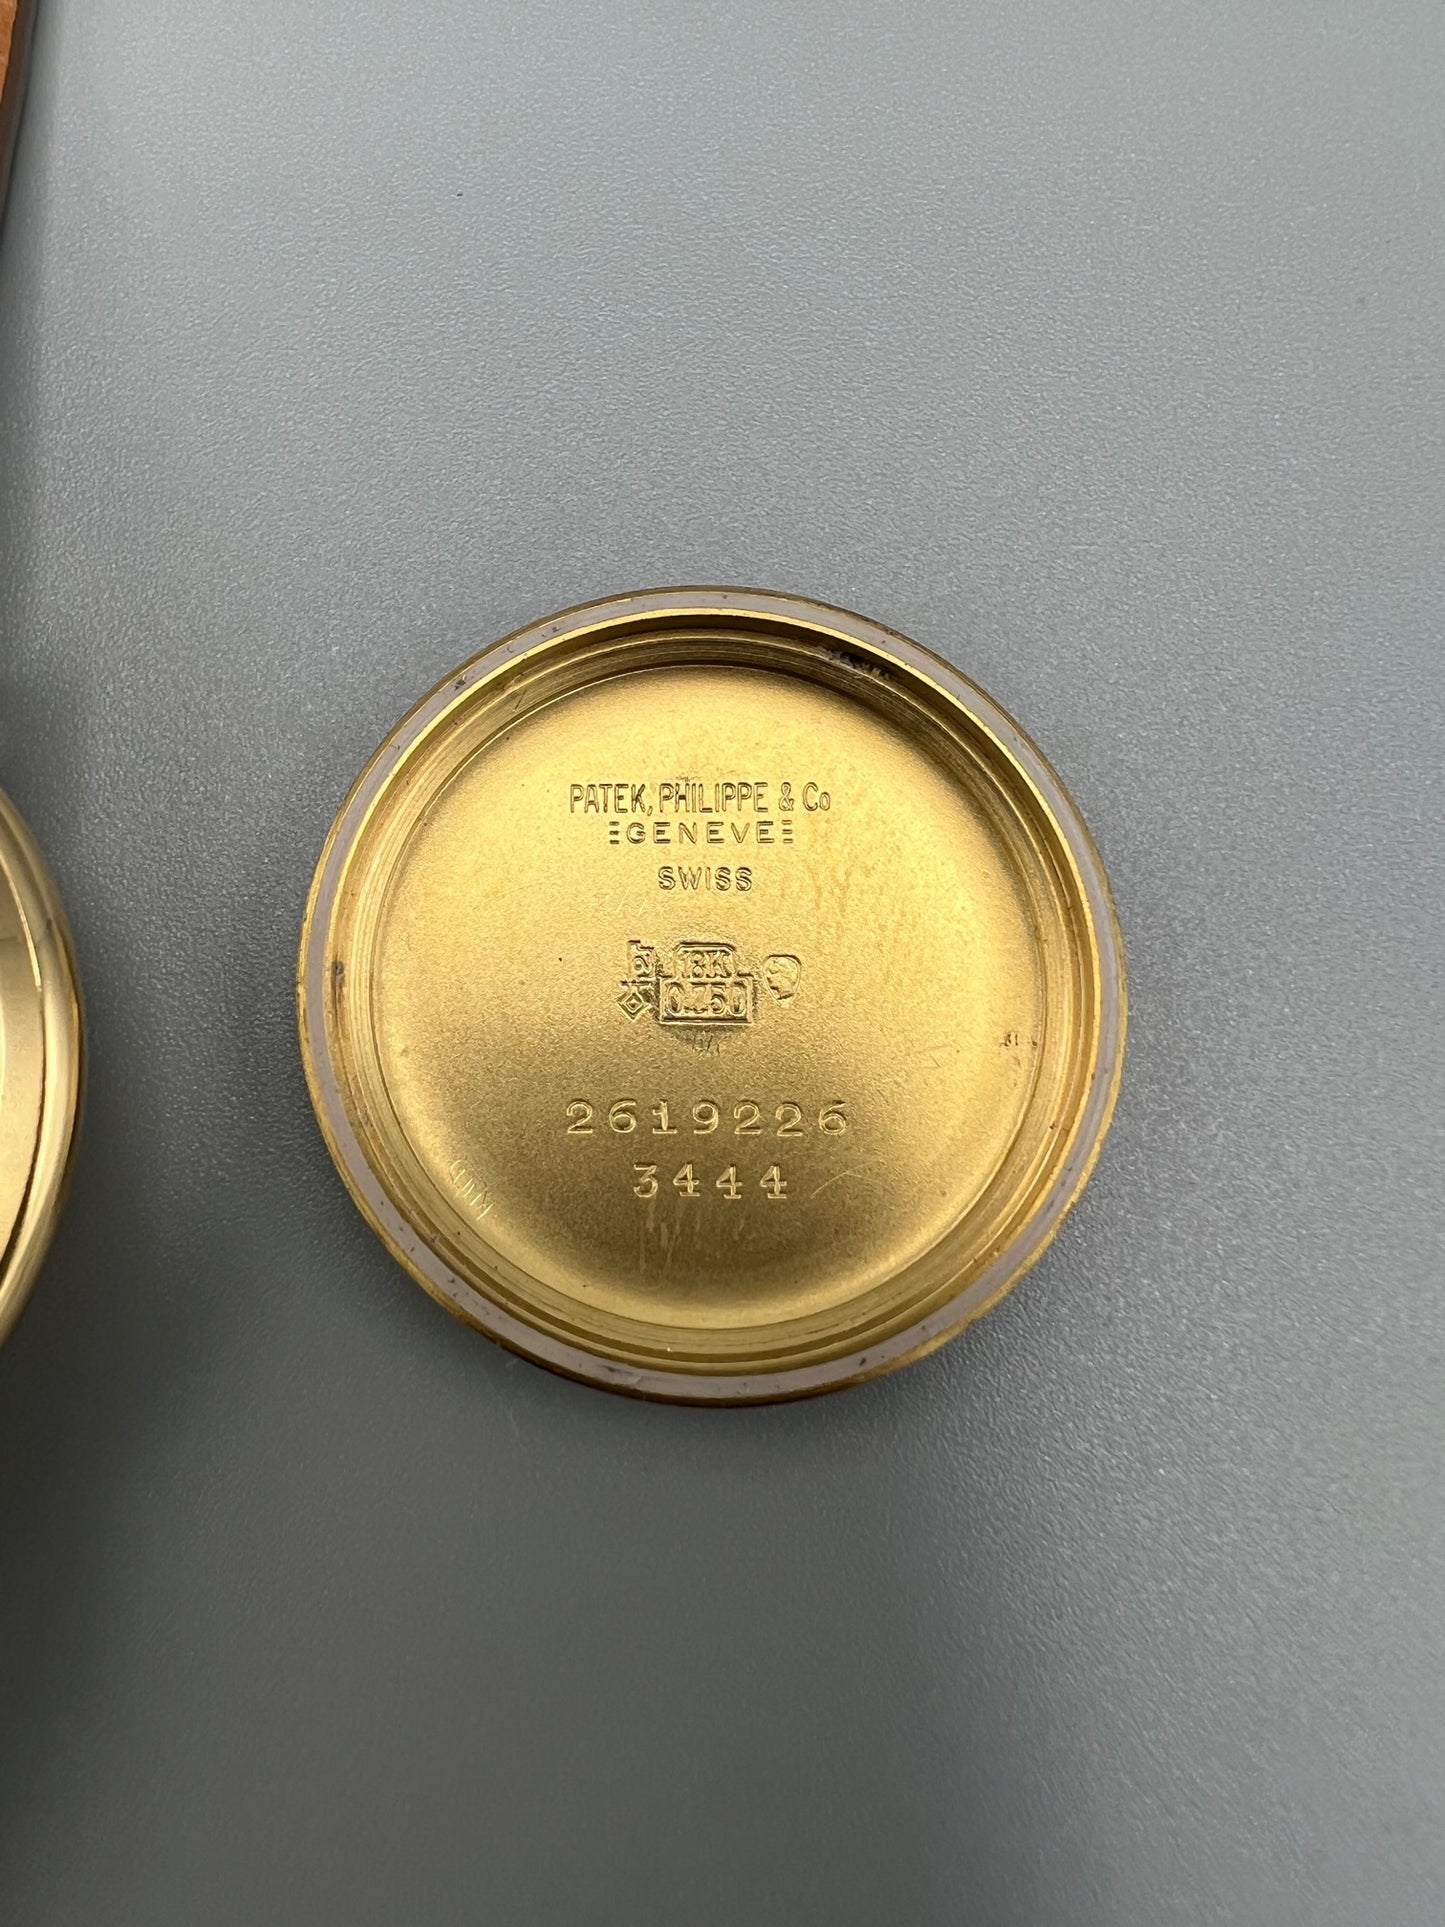 PATEK, PHILIPPE & Co
GENEVE
SWISS
18K
0.750
2619226
3444